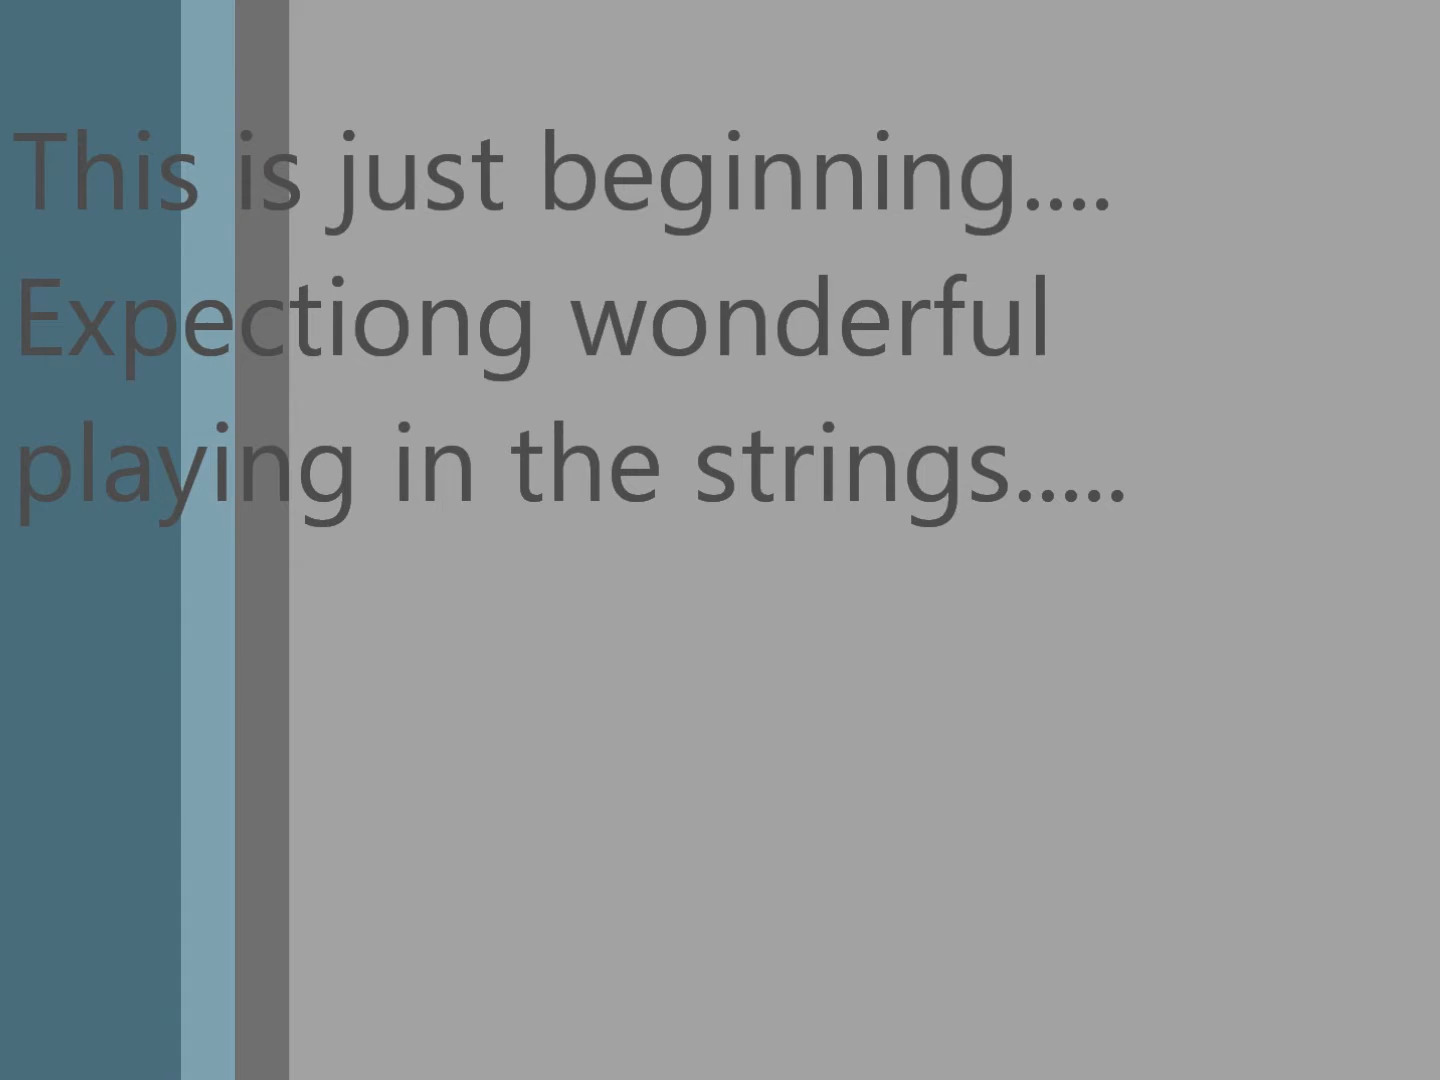 This is just beginning....
Expectiong wonderful
playing in the strings.....